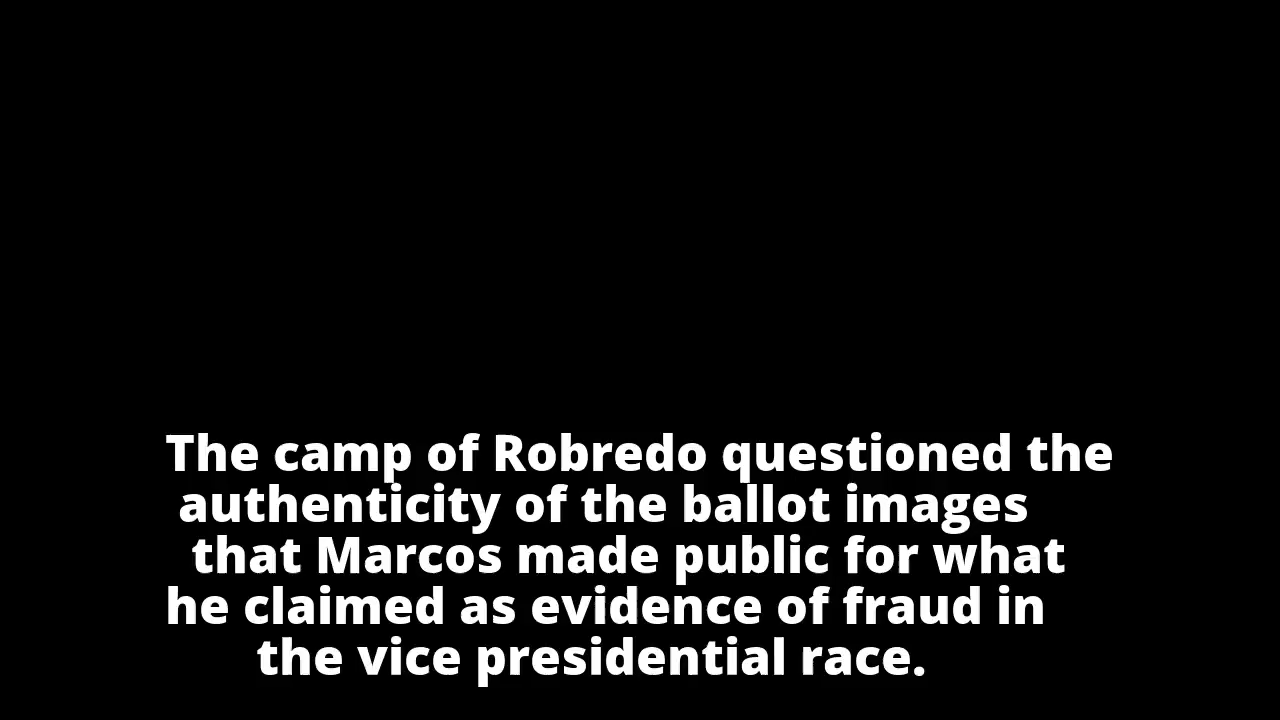 The camp of Robredo questioned the
authenticity of the ballot images
that Marcos made public for what
he claimed as evidence of fraud in
the vice presidential race.